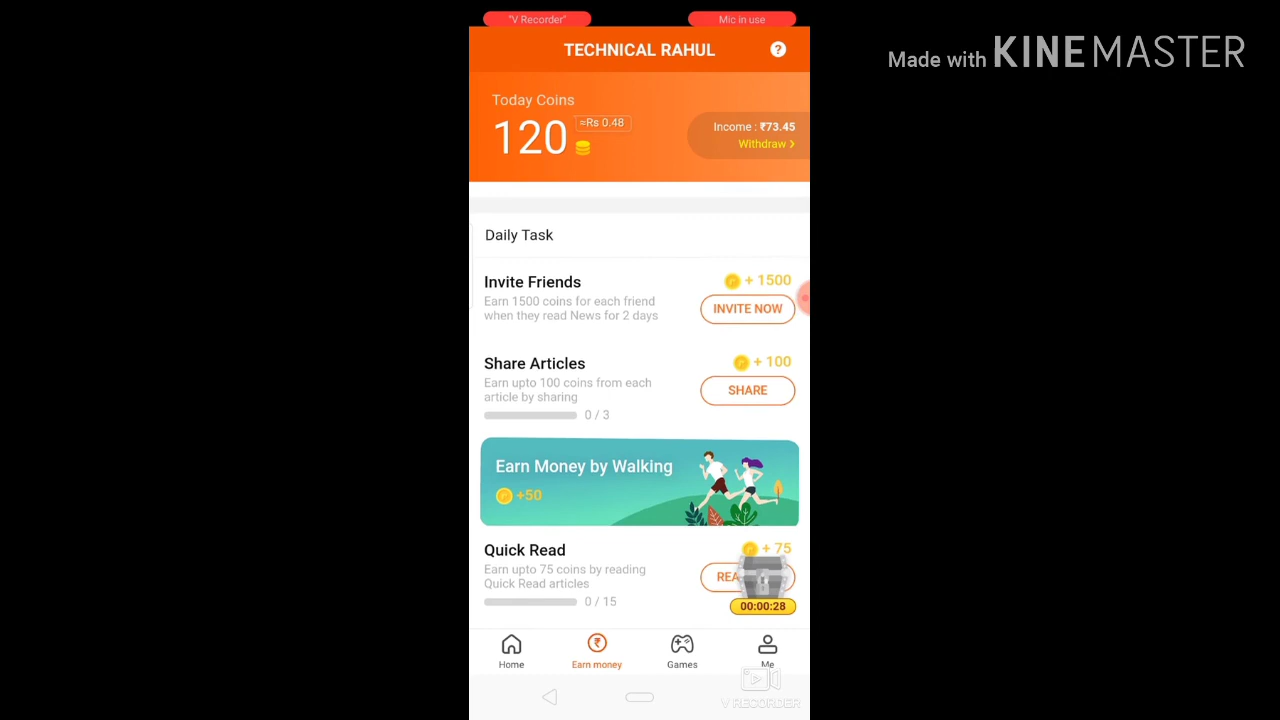 "V Recorder"
Mic in use
Made with KINEMASTER
TECHNICAL RAHUL
?
Today Coins
120
≈Rs 0.48
Income : ₹73.45
Withdraw >
Daily Task
Invite Friends
+ 1500
Earn 1500 coins for each friend
when they read News for 2 days
INVITE NOW
Share Articles
+ 100
Earn upto 100 coins from each
article by sharing
SHARE
0 / 3
Earn Money by Walking
+50
Quick Read
+ 75
Earn upto 75 coins by reading
Quick Read articles
0 / 15
00:00:28
Home
Earn money
Games
Me
V RECORDER